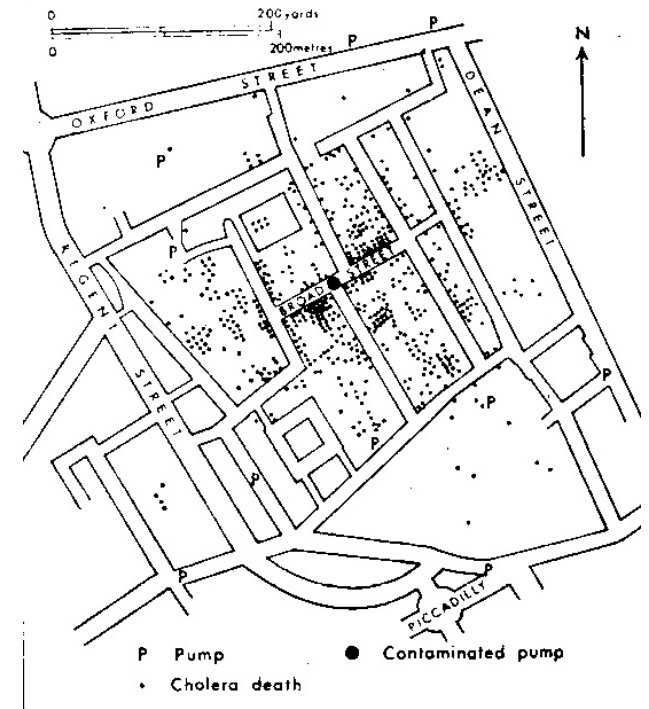 0 200 yards
0 200 metres
P
P
N
OXFORD STREET
DEAN STREET
P
REGENT STREET
P
BROAD STREET
P
P
P
P
P
P
PICCADILLY
P Pump
● Contaminated pump
• Cholera death